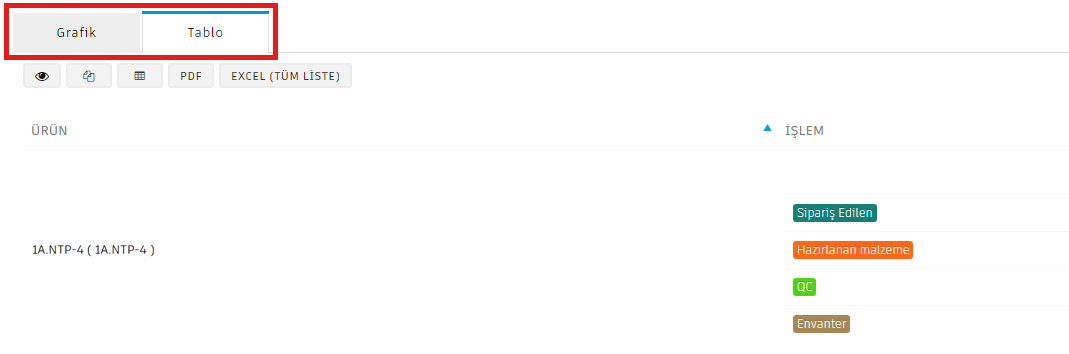 Grafik Tablo
PDF EXCEL (TÜM LİSTE)
ÜRÜN İŞLEM
Sipariş Edilen
1A.NTP-4 ( 1A.NTP-4 )
Hazırlanan malzeme
QC
Envanter